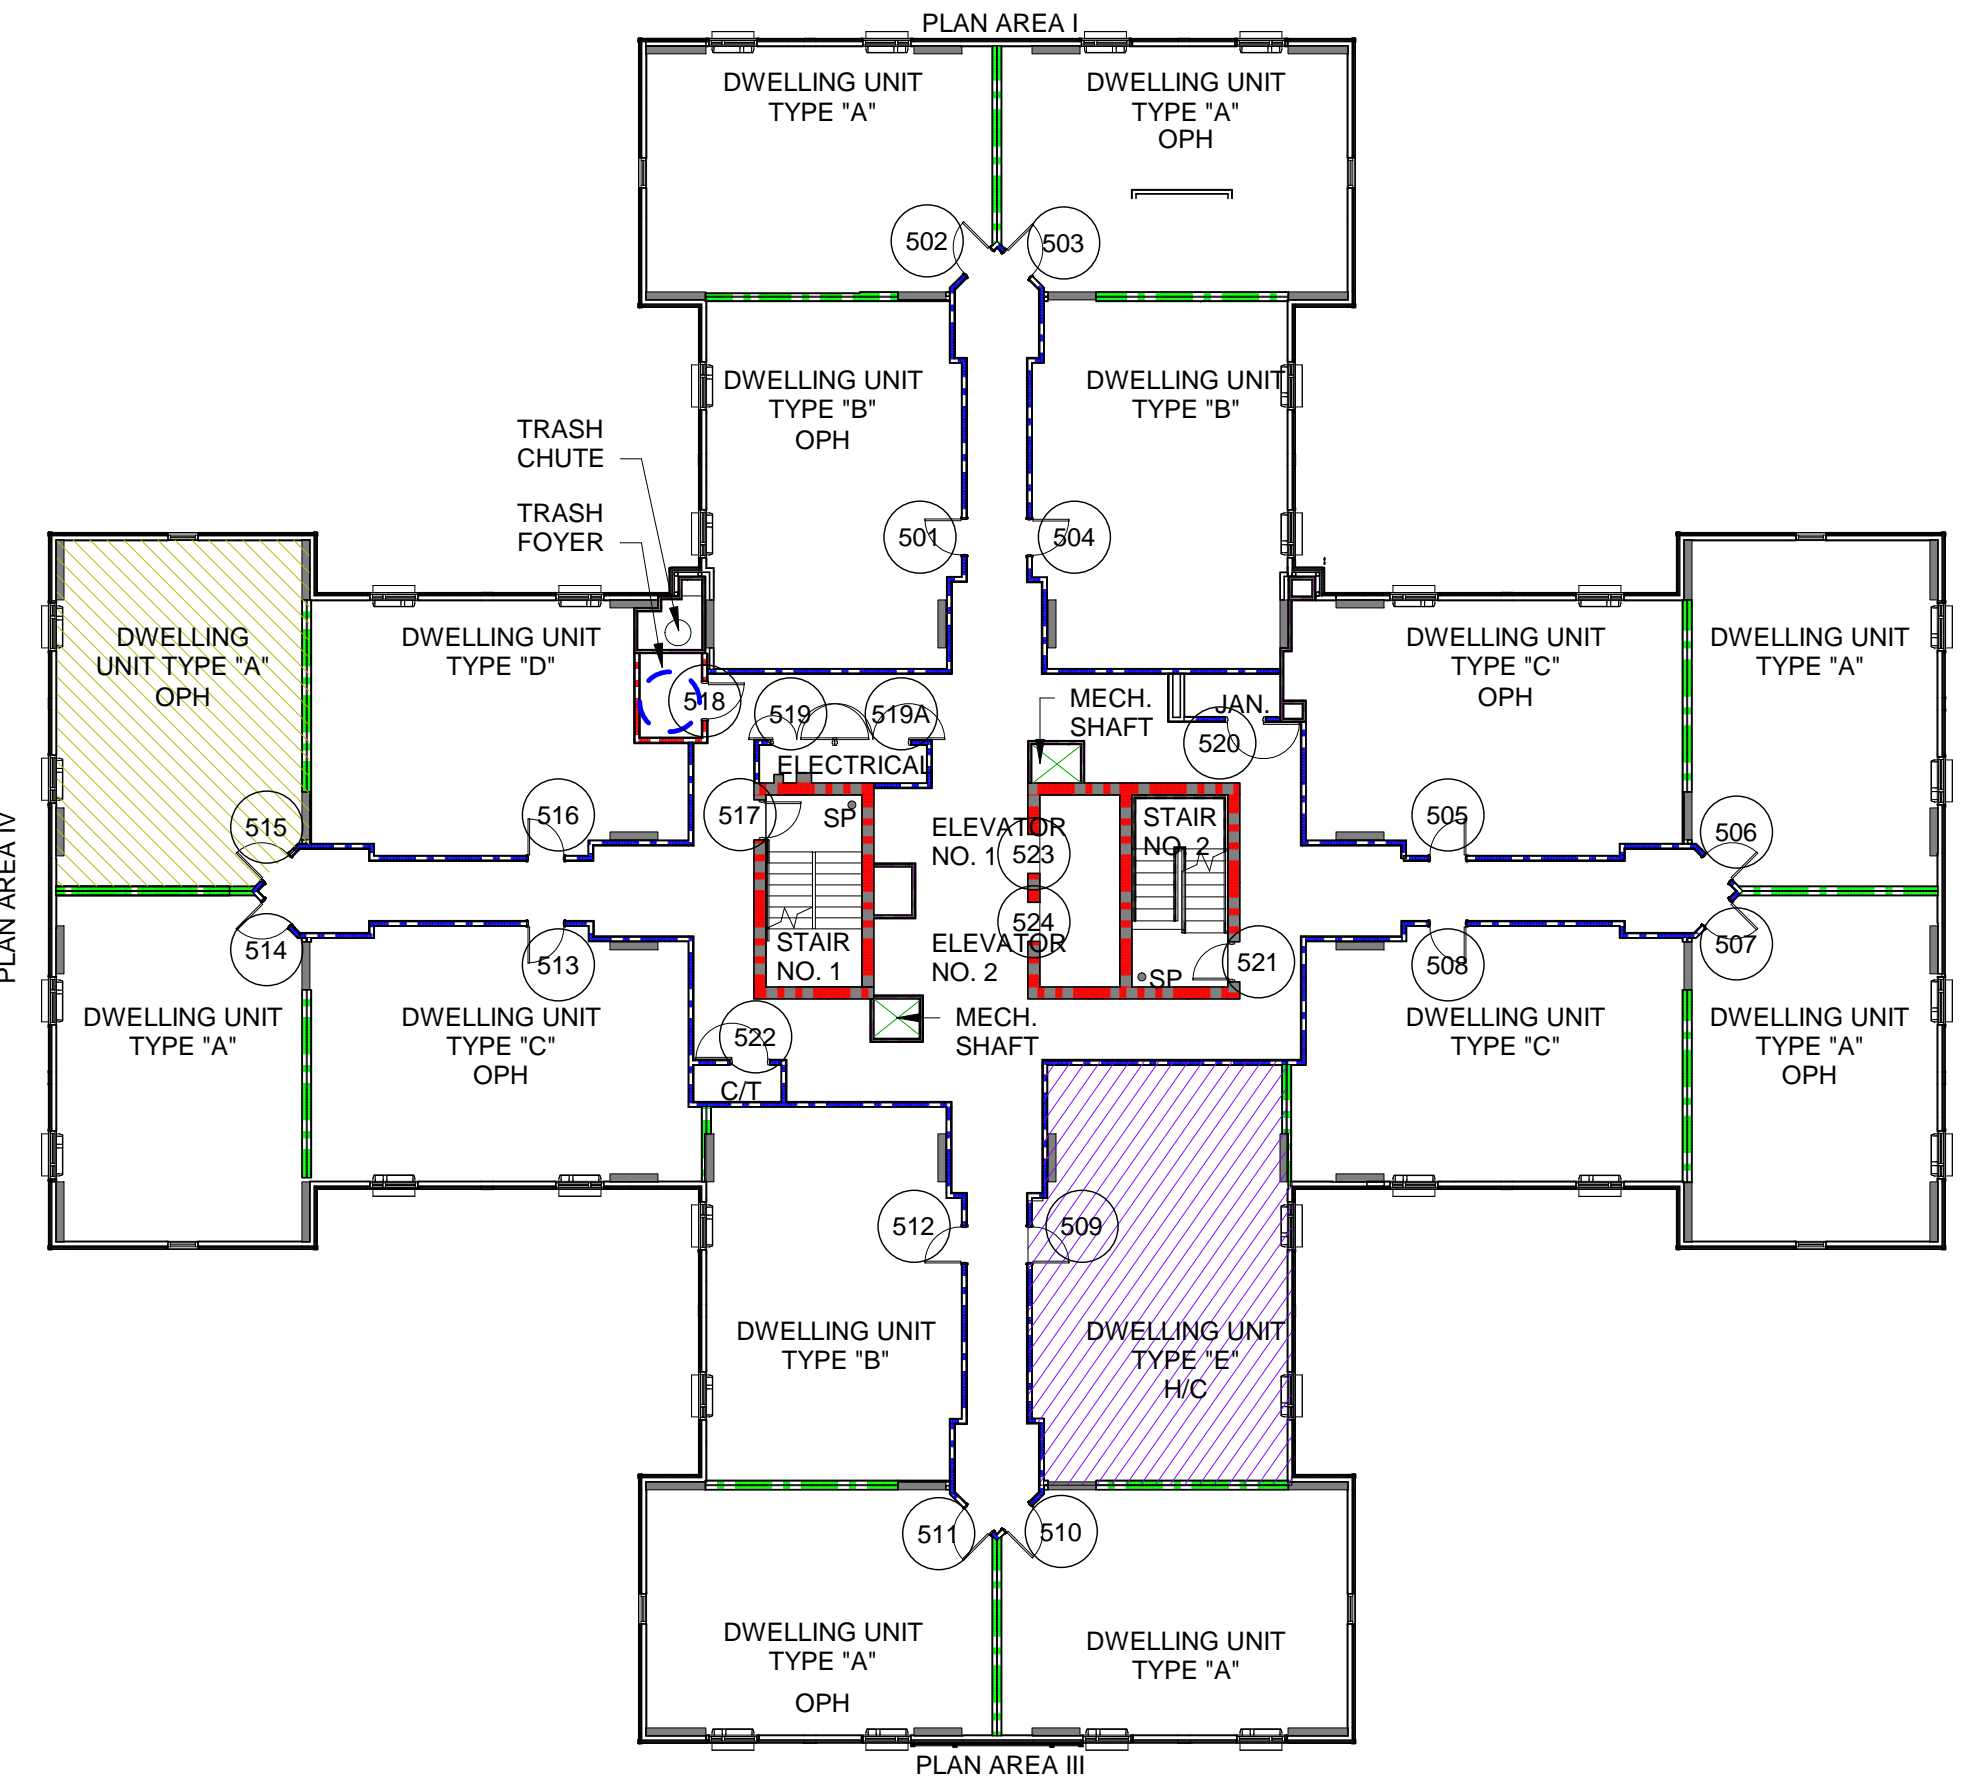 PLAN AREA I
DWELLING UNIT
TYPE "A"
DWELLING UNIT
TYPE "A"
OPH
502
503
DWELLING UNIT
TYPE "B"
OPH
DWELLING UNIT
TYPE "B"
TRASH
CHUTE
TRASH
FOYER
501
504
DWELLING
UNIT TYPE "A"
OPH
DWELLING UNIT
TYPE "D"
DWELLING UNIT
TYPE "C"
OPH
DWELLING UNIT
TYPE "A"
518
519
519A
MECH.
SHAFT
JAN.
520
ELECTRICAL
517
SP
515
516
ELEVATOR
NO. 1
523
STAIR
NO. 2
505
506
PLAN AREA IV
514
513
STAIR
NO. 1
524
ELEVATOR
NO. 2
SP
521
508
507
DWELLING UNIT
TYPE "A"
DWELLING UNIT
TYPE "C"
OPH
522
C/T
MECH.
SHAFT
DWELLING UNIT
TYPE "C"
DWELLING UNIT
TYPE "A"
OPH
512
509
DWELLING UNIT
TYPE "B"
DWELLING UNIT
TYPE "E"
H/C
511
510
DWELLING UNIT
TYPE "A"
OPH
DWELLING UNIT
TYPE "A"
PLAN AREA III